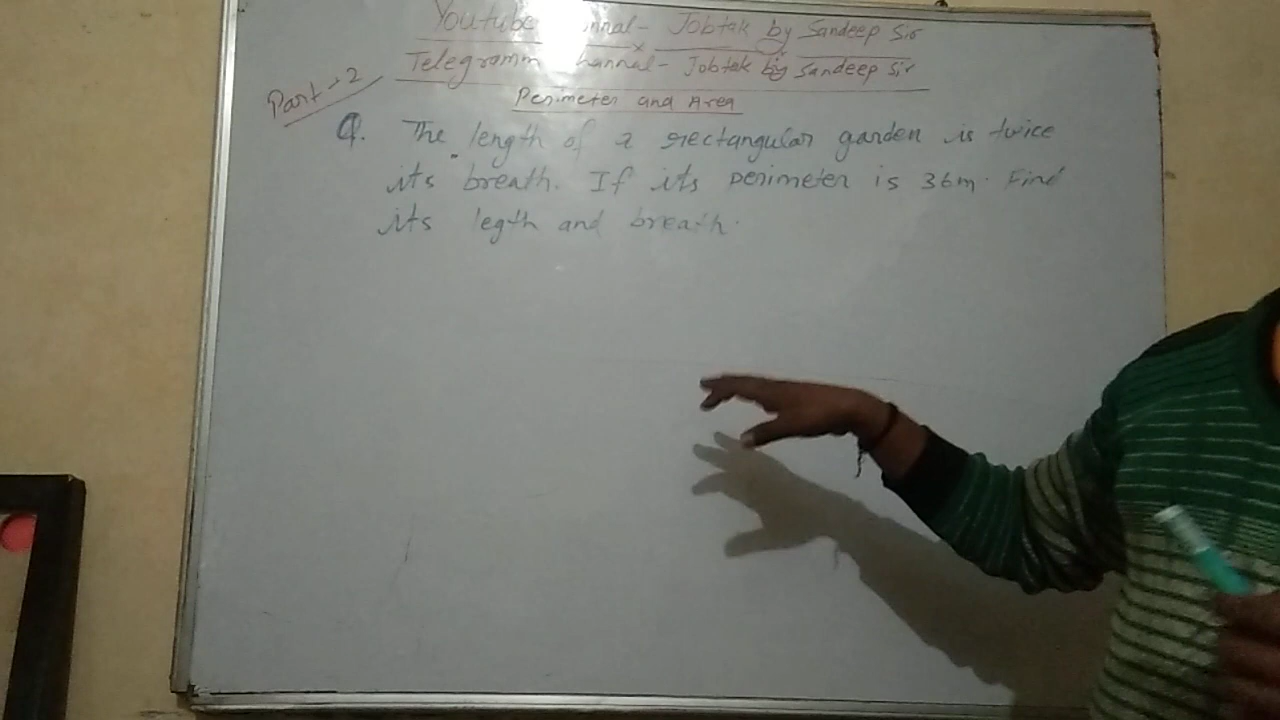 Youtube nnal- Jobtak by Sandeep Sir
Telegramm hannal- Jobtak by Sandeep Sir
Part-2
Perimeter and Area
Q. The length of a rectangular garden is twice
its breath. If its perimeter is 36m. Find
its legth and breath.